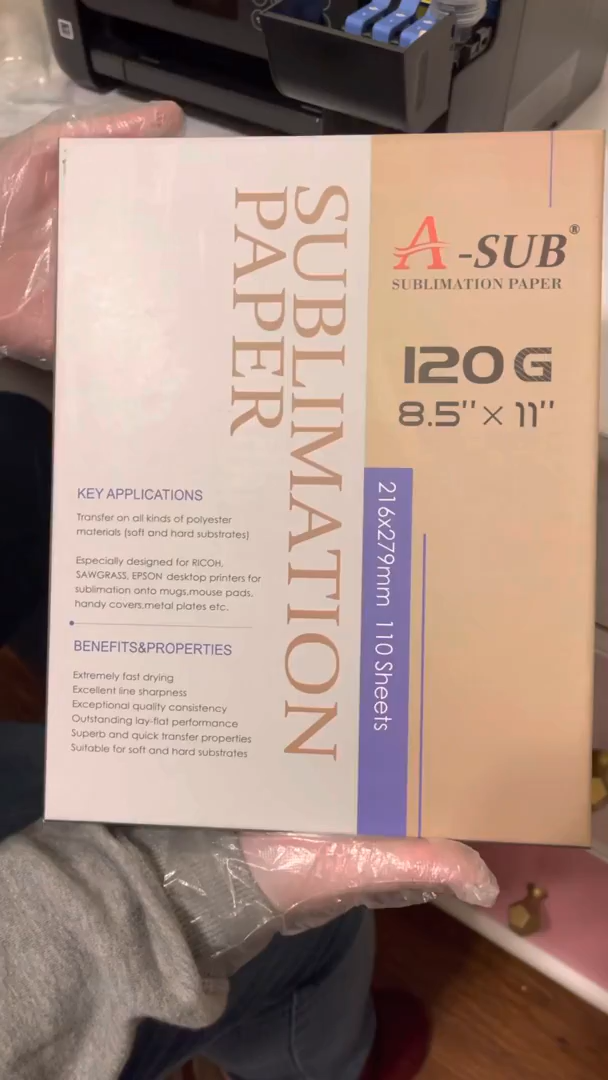 SUBLIMATION
PAPER
A-SUB®
SUBLIMATION PAPER
120G
8.5"×11"
216x279mm 110 Sheets
KEY APPLICATIONS
Transfer on all kinds of polyester
materials (soft and hard substrates)
Especially designed for RICOH,
SAWGRASS, EPSON desktop printers for
sublimation onto mugs,mouse pads,
handy covers,metal plates etc.
BENEFITS&PROPERTIES
Extremely fast drying
Excellent line sharpness
Exceptional quality consistency
Outstanding lay-flat performance
Superb and quick transfer properties
Suitable for soft and hard substrates